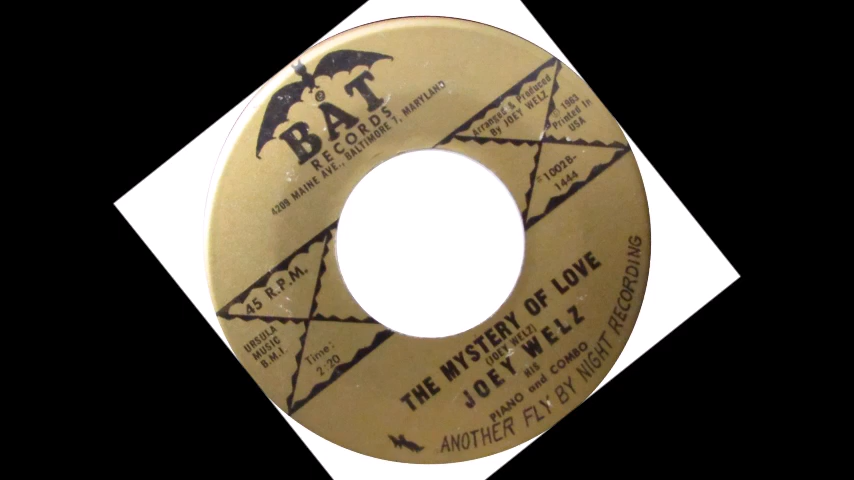 BAT
RECORDS
4209 MAINE AVE., BALTIMORE 7, MARYLAND
Arranged & Produced
By JOEY WELZ
© 1963
Printed In
USA
45 R.P.M.
URSULA
MUSIC
B.M.I.
Time:
2:20
1002B-
1444
THE MYSTERY OF LOVE
(JOEY WELZ)
JOEY WELZ
HIS
PIANO and COMBO
ANOTHER FLY BY NIGHT RECORDING